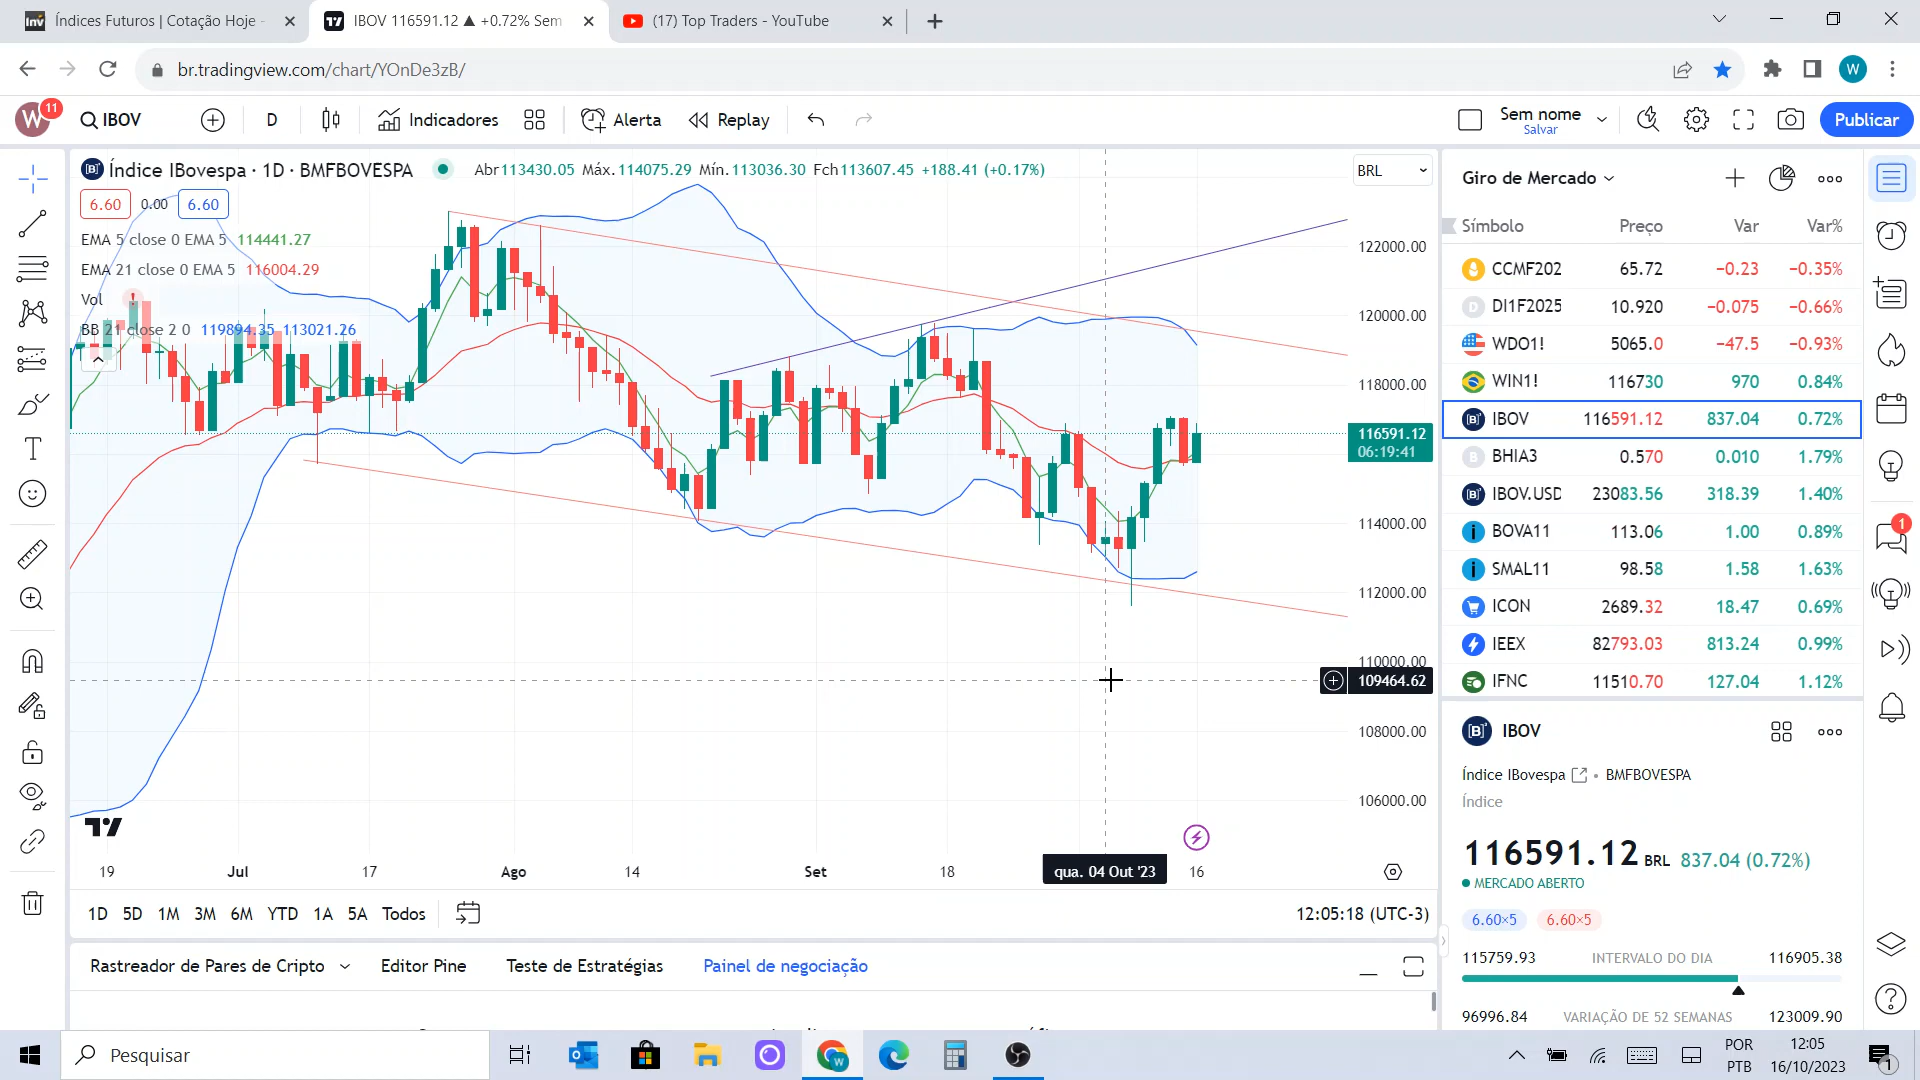 Índices Futuros | Cotação Hoje -
IBOV 116591.12 ▲ +0.72% Sem
(17) Top Traders - YouTube
br.tradingview.com/chart/YOnDe3zB/
W
W
11
IBOV
D
Indicadores
Alerta
Replay
Sem nome
Salvar
Publicar
Índice IBovespa · 1D · BMFBOVESPA
Abr113430.05 Máx.114075.29 Mín.113036.30 Fch113607.45 +188.41 (+0.17%)
BRL
6.60 0.00 6.60
EMA 5 close 0 EMA 5 114441.27
EMA 21 close 0 EMA 5 116004.29
Vol
BB 21 close 2 0 119894.35 113021.26
122000.00
120000.00
118000.00
116591.12
06:19:41
114000.00
112000.00
110000.00
109464.62
108000.00
106000.00
19 Jul 17 Ago 14 Set 18 qua. 04 Out '23 16
1D 5D 1M 3M 6M YTD 1A 5A Todos
12:05:18 (UTC-3)
Rastreador de Pares de Cripto Editor Pine Teste de Estratégias Painel de negociação
Giro de Mercado
Símbolo Preço Var Var%
CCMF202 65.72 −0.23 −0.35%
DI1F2025 10.920 −0.075 −0.66%
WDO1! 5065.0 −47.5 −0.93%
WIN1! 116730 970 0.84%
IBOV 116591.12 837.04 0.72%
BHIA3 0.570 0.010 1.79%
IBOV.USD 23083.56 318.39 1.40%
BOVA11 113.06 1.00 0.89%
SMAL11 98.58 1.58 1.63%
ICON 2689.32 18.47 0.69%
IEEX 82793.03 813.24 0.99%
IFNC 11510.70 127.04 1.12%
IBOV
Índice IBovespa • BMFBOVESPA
Índice
116591.12 BRL 837.04 (0.72%)
MERCADO ABERTO
6.60×5 6.60×5
115759.93 INTERVALO DO DIA 116905.38
96996.84 VARIAÇÃO DE 52 SEMANAS 123009.90
1
Pesquisar
POR
PTB
12:05
16/10/2023
1